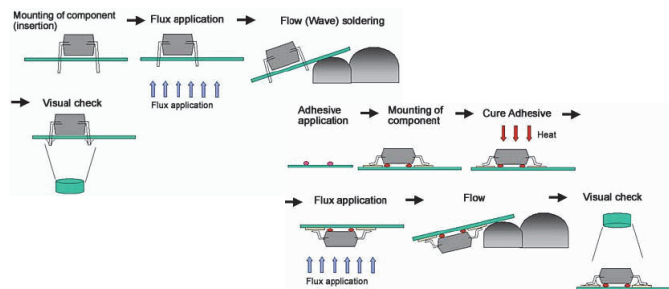 Mounting of component
(insertion)
Flux application
Flow (Wave) soldering
Flux application
Visual check
Adhesive
application
Mounting of
component
Cure Adhesive
Heat
Flux application
Flow
Visual check
Flux application